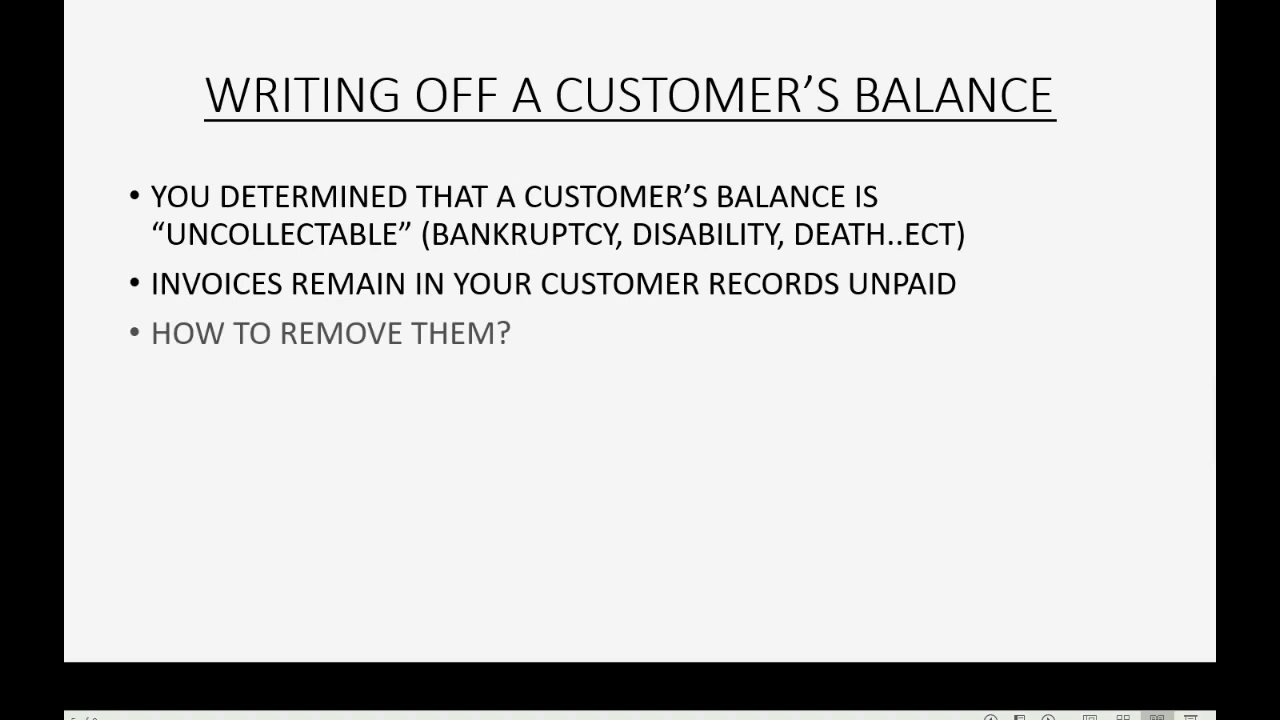 WRITING OFF A CUSTOMER’S BALANCE
• YOU DETERMINED THAT A CUSTOMER’S BALANCE IS
“UNCOLLECTABLE” (BANKRUPTCY, DISABILITY, DEATH..ECT)
• INVOICES REMAIN IN YOUR CUSTOMER RECORDS UNPAID
• HOW TO REMOVE THEM?